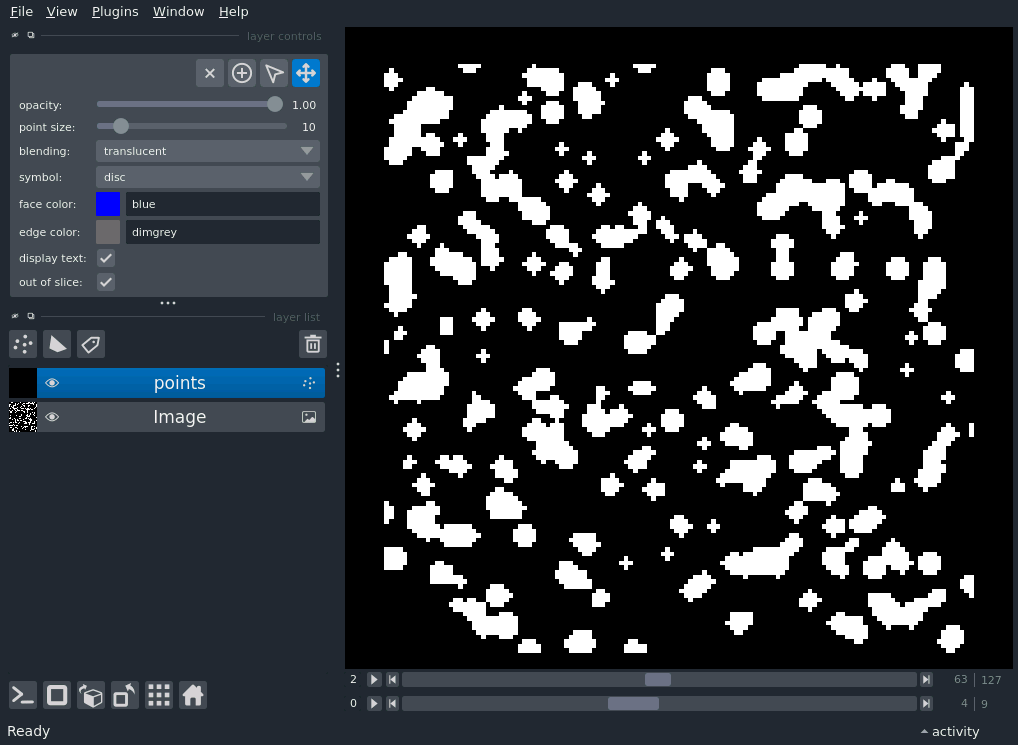 File View Plugins Window Help
layer controls
opacity: 1.00
point size: 10
blending: translucent
symbol: disc
face color: blue
edge color: dimgrey
display text:
out of slice:
layer list
points
Image
2 63 127
0 4 9
Ready activity